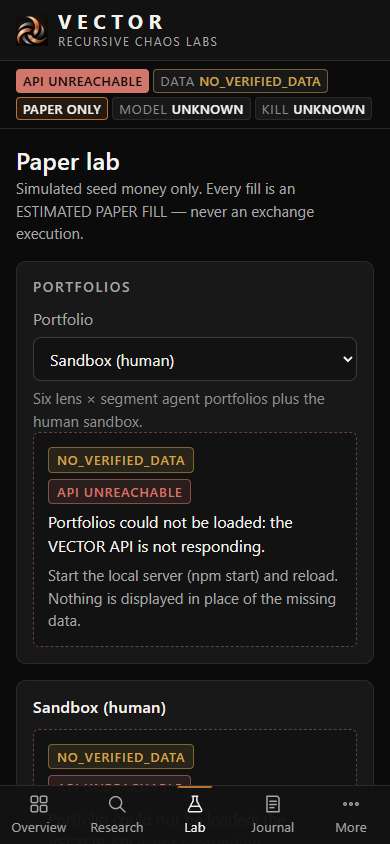 VECTOR
RECURSIVE CHAOS LABS
API UNREACHABLE DATA NO_VERIFIED_DATA
PAPER ONLY MODEL UNKNOWN KILL UNKNOWN
Paper lab
Simulated seed money only. Every fill is an
ESTIMATED PAPER FILL — never an exchange
execution.
PORTFOLIOS
Portfolio
Sandbox (human)
Six lens × segment agent portfolios plus the
human sandbox.
NO_VERIFIED_DATA
API UNREACHABLE
Portfolios could not be loaded: the
VECTOR API is not responding.
Start the local server (npm start) and reload.
Nothing is displayed in place of the missing
data.
Sandbox (human)
NO_VERIFIED_DATA
API UNREACHABLE
Overview Research Lab Journal More